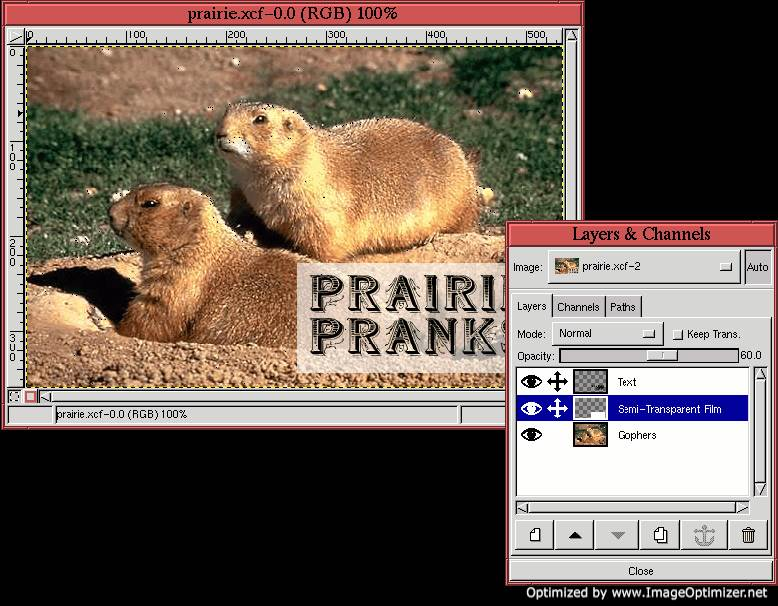 prairie.xcf-0.0 (RGB) 100%
0 100 200 300 400 500
0
100
200
300
PRAIRI
PRANKS
prairie.xcf-0.0 (RGB) 100%
Layers & Channels
Image: prairie.xcf-2 Auto
Layers Channels Paths
Mode: Normal Keep Trans.
Opacity: 60.0
Text
Semi-Transparent Film
Gophers
Close
Optimized by www.ImageOptimizer.net